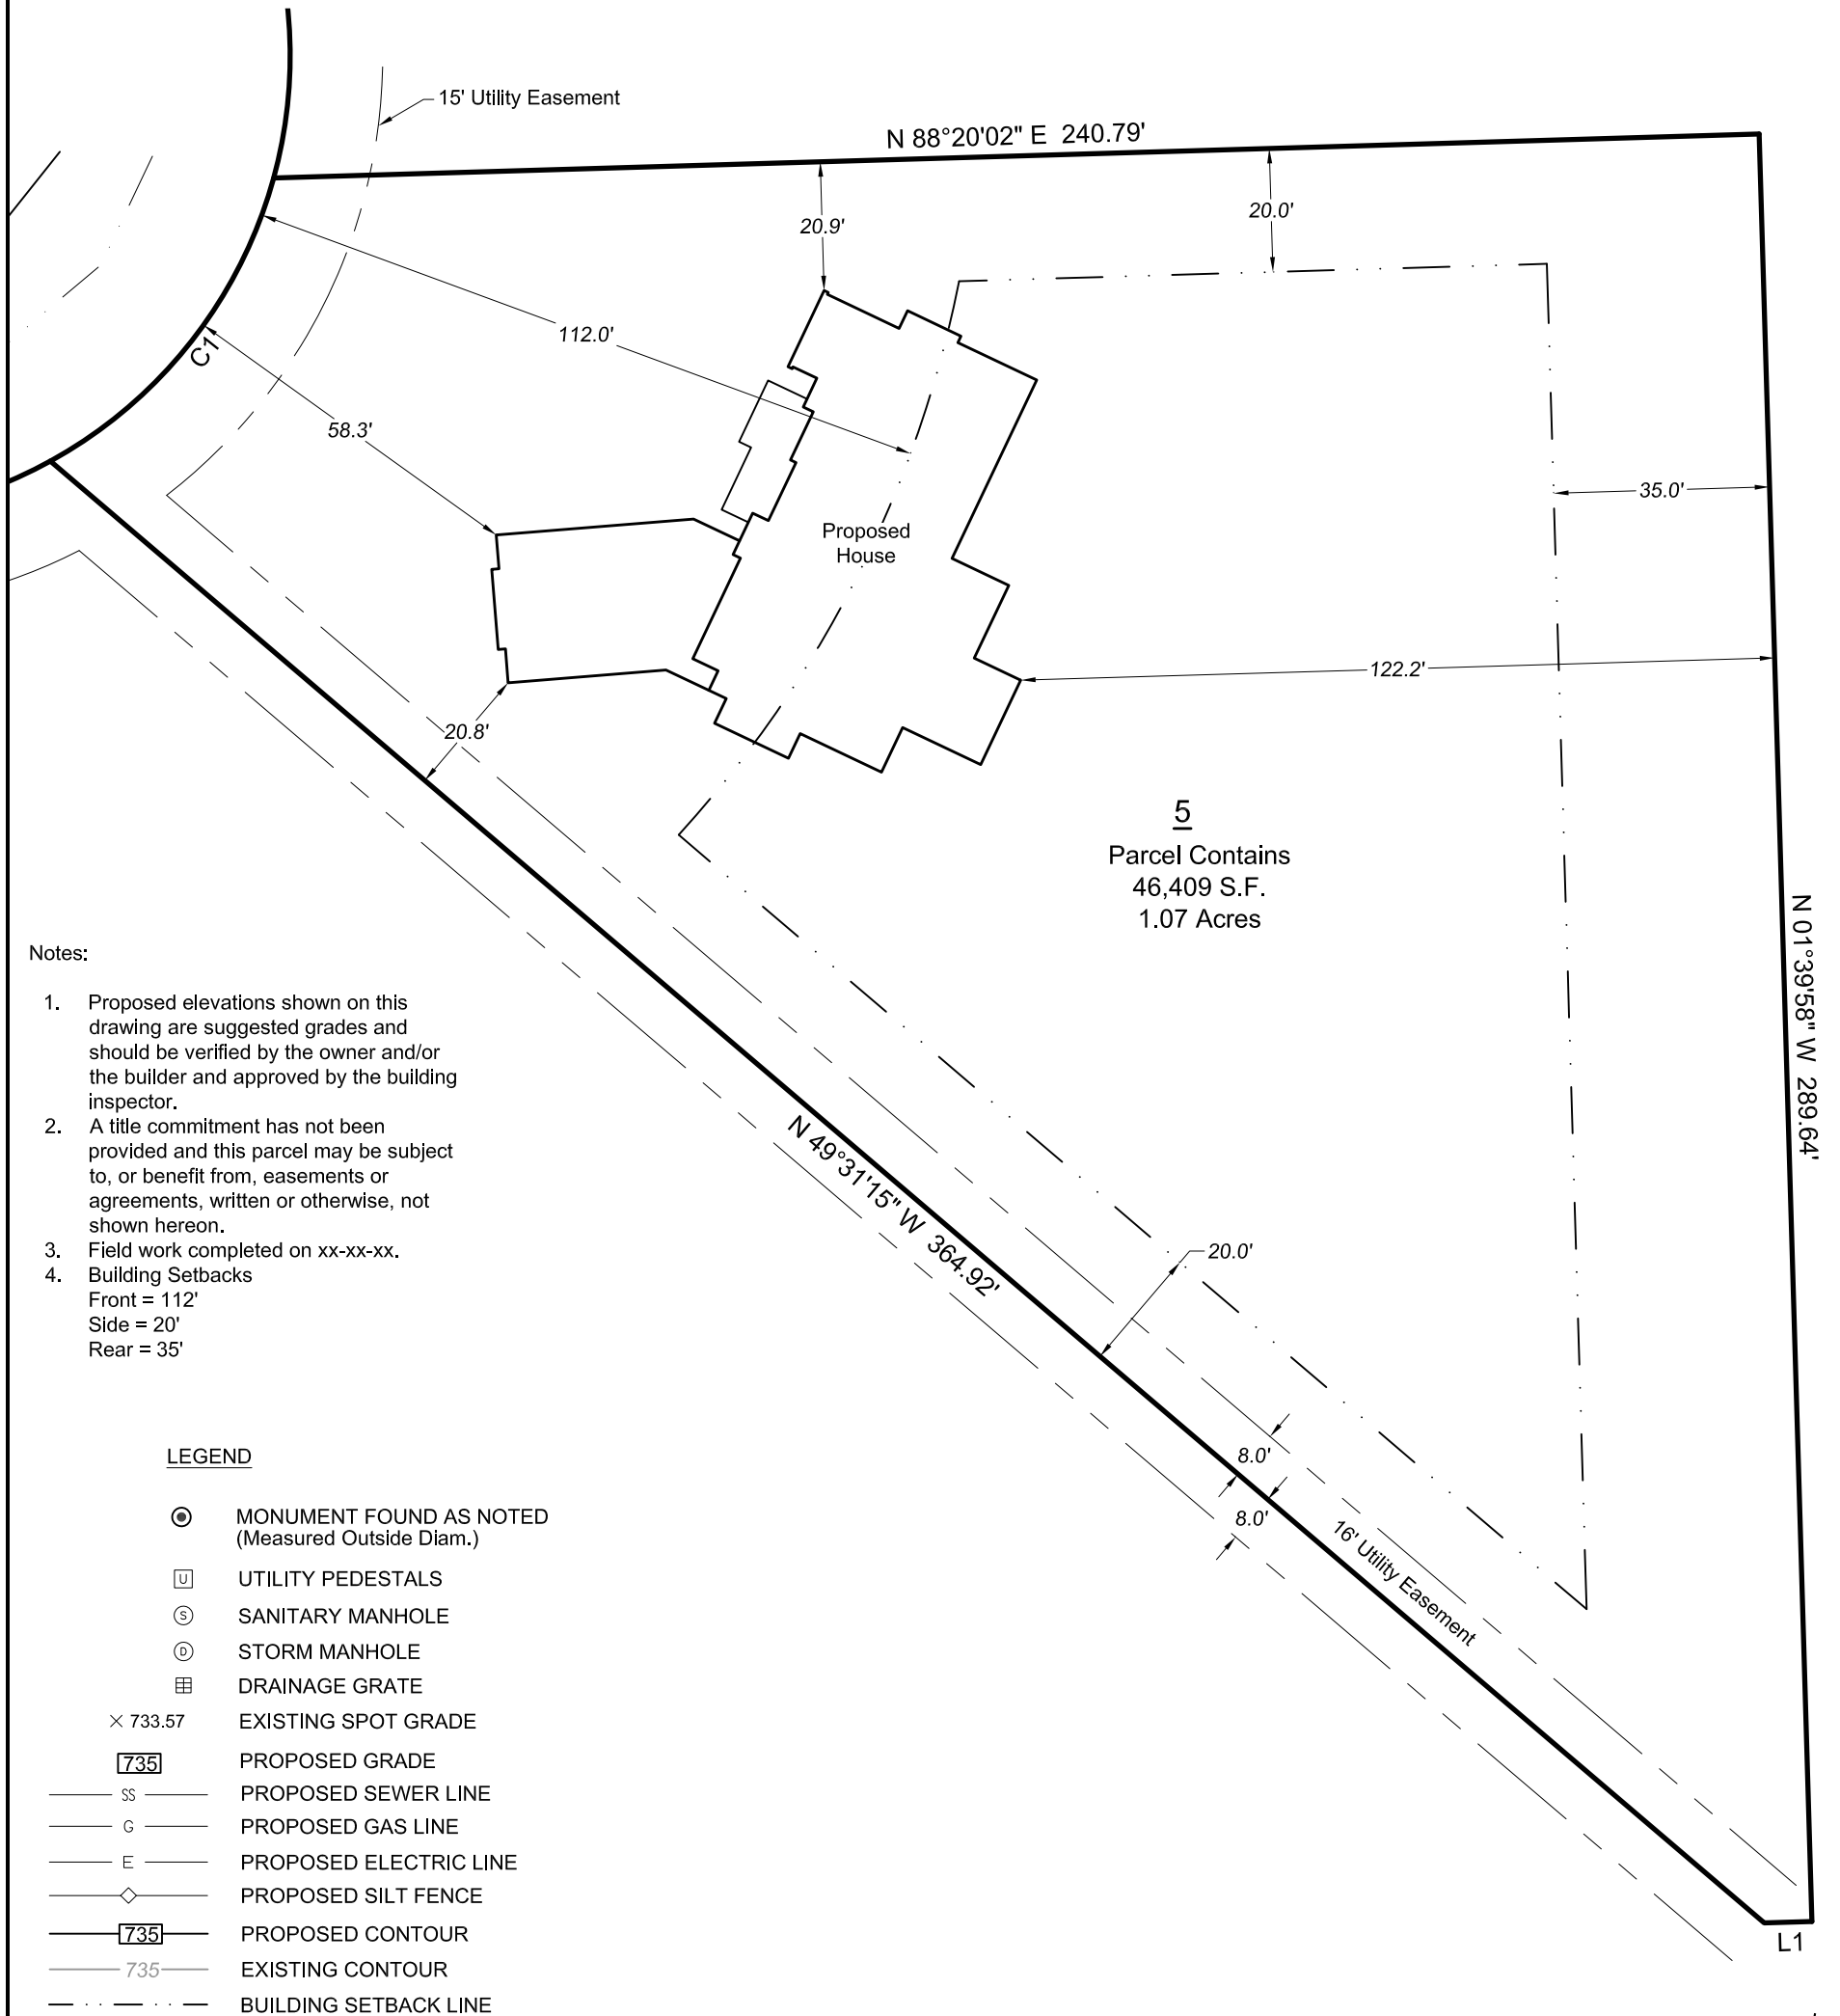 15' Utility Easement
N 88°20'02" E 240.79'
20.9'
20.0'
112.0'
C1
58.3'
35.0'
Proposed
House
122.2'
20.8'
5
Parcel Contains
46,409 S.F.
1.07 Acres
N 01°39'58" W 289.64'
Notes:
1. Proposed elevations shown on this
drawing are suggested grades and
should be verified by the owner and/or
the builder and approved by the building
inspector.
2. A title commitment has not been
provided and this parcel may be subject
to, or benefit from, easements or
agreements, written or otherwise, not
shown hereon.
3. Field work completed on xx-xx-xx.
4. Building Setbacks
Front = 112'
Side = 20'
Rear = 35'
N 49°31'15" W 364.92'
20.0'
8.0'
8.0'
16' Utility Easement
L1
LEGEND
MONUMENT FOUND AS NOTED
(Measured Outside Diam.)
U UTILITY PEDESTALS
S SANITARY MANHOLE
D STORM MANHOLE
DRAINAGE GRATE
× 733.57 EXISTING SPOT GRADE
735 PROPOSED GRADE
SS PROPOSED SEWER LINE
G PROPOSED GAS LINE
E PROPOSED ELECTRIC LINE
PROPOSED SILT FENCE
735 PROPOSED CONTOUR
735 EXISTING CONTOUR
BUILDING SETBACK LINE